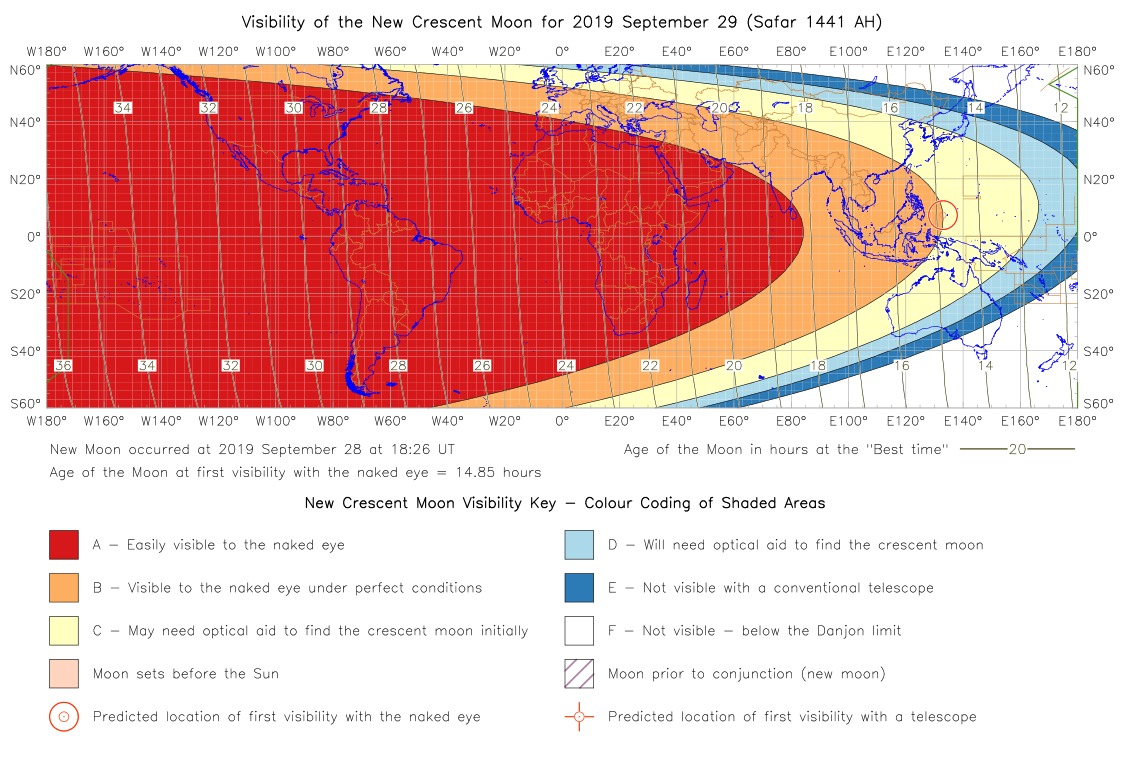 Visibility of the New Crescent Moon for 2019 September 29 (Safar 1441 AH)
W180° W160° W140° W120° W100° W80° W60° W40° W20° 0° E20° E40° E60° E80° E100° E120° E140° E160° E180°
N60° N60°
34 32 30 28 26 24 22 20 18 16 14 12
N40° N40°
N20° N20°
0° 0°
S20° S20°
S40° S40°
36 34 32 30 28 26 24 22 20 18 16 14 12
S60° S60°
W180° W160° W140° W120° W100° W80° W60° W40° W20° 0° E20° E40° E60° E80° E100° E120° E140° E160° E180°
New Moon occurred at 2019 September 28 at 18:26 UT
Age of the Moon in hours at the "Best time" 20
Age of the Moon at first visibility with the naked eye = 14.85 hours
New Crescent Moon Visibility Key – Colour Coding of Shaded Areas
A – Easily visible to the naked eye
D – Will need optical aid to find the crescent moon
B – Visible to the naked eye under perfect conditions
E – Not visible with a conventional telescope
C – May need optical aid to find the crescent moon initially
F – Not visible – below the Danjon limit
Moon sets before the Sun
Moon prior to conjunction (new moon)
Predicted location of first visibility with the naked eye
Predicted location of first visibility with a telescope